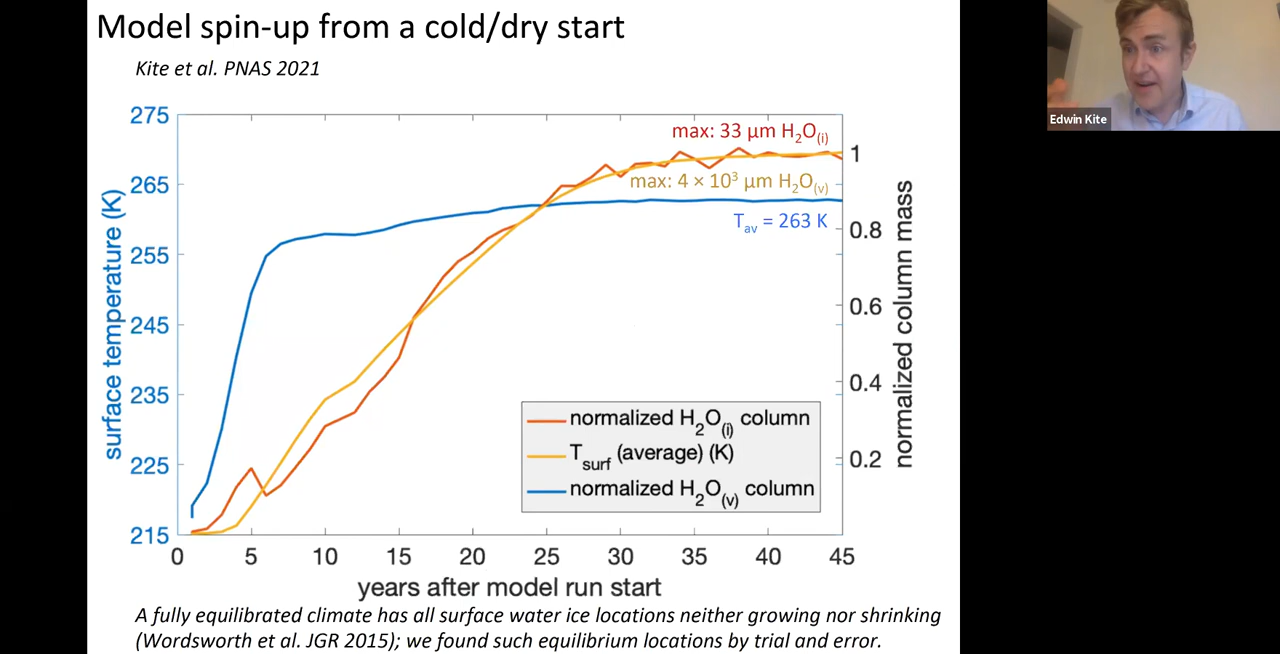 Model spin-up from a cold/dry start
Kite et al. PNAS 2021
Edwin Kite
275
265
255
245
235
225
215
surface temperature (K)
max: 33 µm H2O(i)
max: 4 × 10³ µm H2O(v)
Tav = 263 K
1
0.8
0.6
0.4
0.2
normalized column mass
normalized H2O(i) column
Tsurf (average) (K)
normalized H2O(v) column
0 5 10 15 20 25 30 35 40 45
years after model run start
A fully equilibrated climate has all surface water ice locations neither growing nor shrinking
(Wordsworth et al. JGR 2015); we found such equilibrium locations by trial and error.